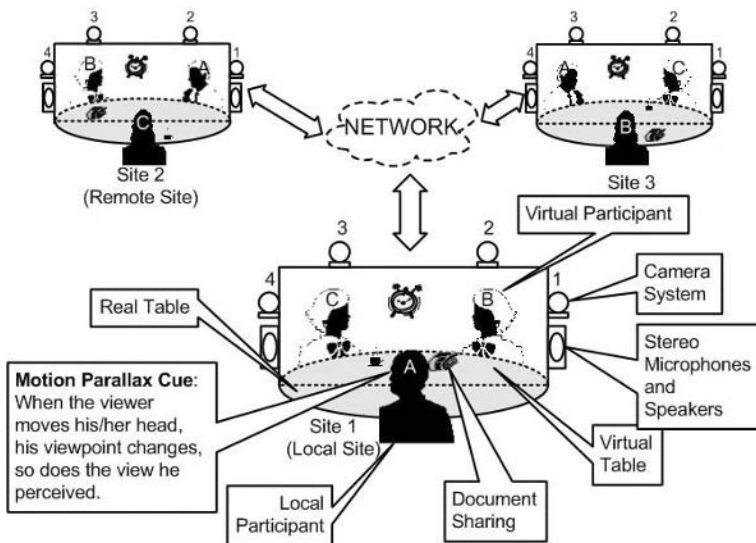 3
2
4
1
B
A
C
Site 2
(Remote Site)
NETWORK
3
2
4
1
A
C
B
Site 3
Virtual Participant
3
2
4
1
Camera
System
Real Table
C
B
A
Stereo
Microphones
and
Speakers
Motion Parallax Cue:
When the viewer
moves his/her head,
his viewpoint changes,
so does the view he
perceived.
Site 1
(Local Site)
Virtual
Table
Local
Participant
Document
Sharing